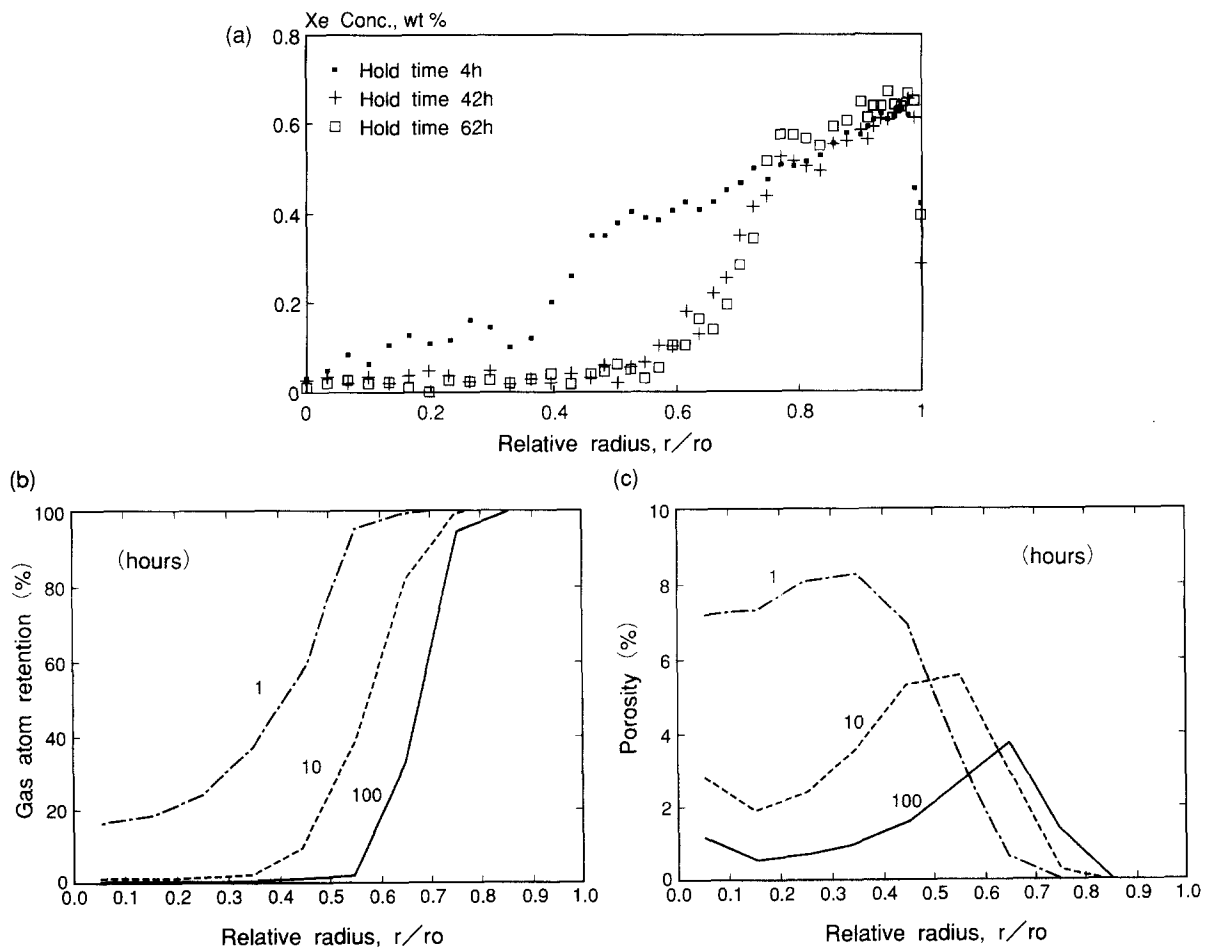 (a)
Xe Conc., wt %
0.8
0.6
0.4
0.2
0
Hold time 4h
Hold time 42h
Hold time 62h
0 0.2 0.4 0.6 0.8 1
Relative radius, r/ro
(b)
100
80
60
40
20
0
Gas atom retention (%)
(hours)
1
10
100
0.0 0.1 0.2 0.3 0.4 0.5 0.6 0.7 0.8 0.9 1.0
Relative radius, r/ro
(c)
10
8
6
4
2
0
Porosity (%)
(hours)
1
10
100
0.0 0.1 0.2 0.3 0.4 0.5 0.6 0.7 0.8 0.9 1.0
Relative radius, r/ro